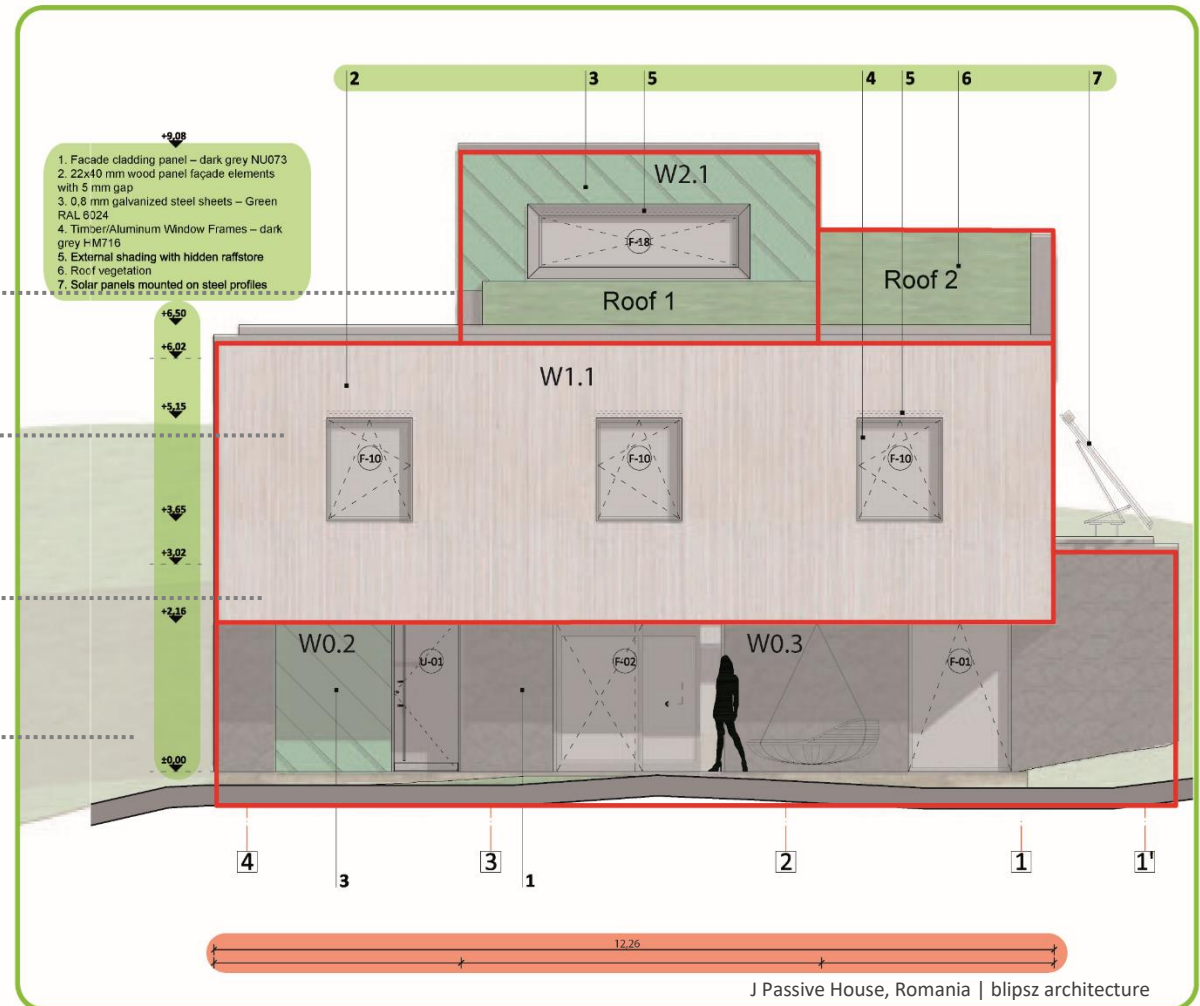 2 3 5 4 5 6 7
+9,08
1. Facade cladding panel – dark grey NU073
2. 22x40 mm wood panel façade elements
with 5 mm gap
3. 0,8 mm galvanized steel sheets – Green
RAL 6024
4. Timber/Aluminum Window Frames – dark
grey HM716
5. External shading with hidden raffstore
6. Roof vegetation
7. Solar panels mounted on steel profiles
W2.1
F-18
Roof 1
Roof 2
+6,50
+6,02
W1.1
+5,15
F-10 F-10 F-10
+3,65
+3,02
+2,16
W0.2 W0.3
U-01 F-02 F-01
±0,00
4 3 2 1 1'
3 1
12,26
J Passive House, Romania | blipsz architecture